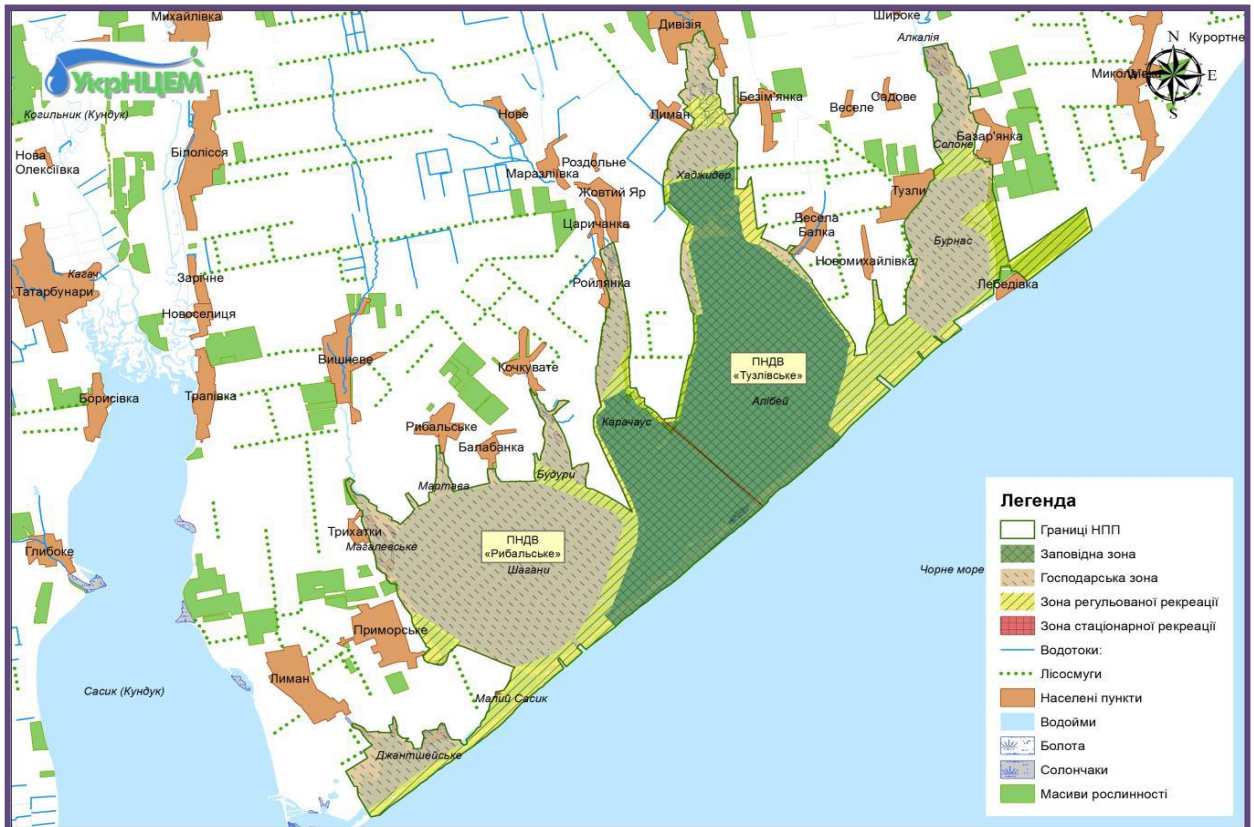 Михайлівка
Дивізія
Широке
Алкалія
N
Курортне
УкрНЦЕМ
E
S
Когильник (Кундук)
Нове
Лиман
Безім'янка
Веселе
Садове
Базар'янка
Солоне
Нова
Олексіївка
Білолісся
Роздольне
Маразліївка
Жовтий Яр
Хаджидер
Тузли
Царичанка
Весела
Балка
Бурнас
Новомихайлівка
Кагач
Татарбунари
Зарічне
Ройлянка
Лебедівка
Новоселиця
Вишневе
Кочкувате
ПНДВ
«Тузлівське»
Алібей
Борисівка
Трапівка
Карачаус
Рибальське
Балабанка
Будури
Мартава
Трихатки
Магалевське
ПНДВ
«Рибальське»
Шагани
Глибоке
Чорне море
Приморське
Лиман
Сасик (Кундук)
Малий Сасик
Джантшейське
Легенда
Границі НПП
Заповідна зона
Господарська зона
Зона регульованої рекреації
Зона стаціонарної рекреації
Водотоки:
Лісосмуги
Населені пункти
Водойми
Болота
Солончаки
Масиви рослинності